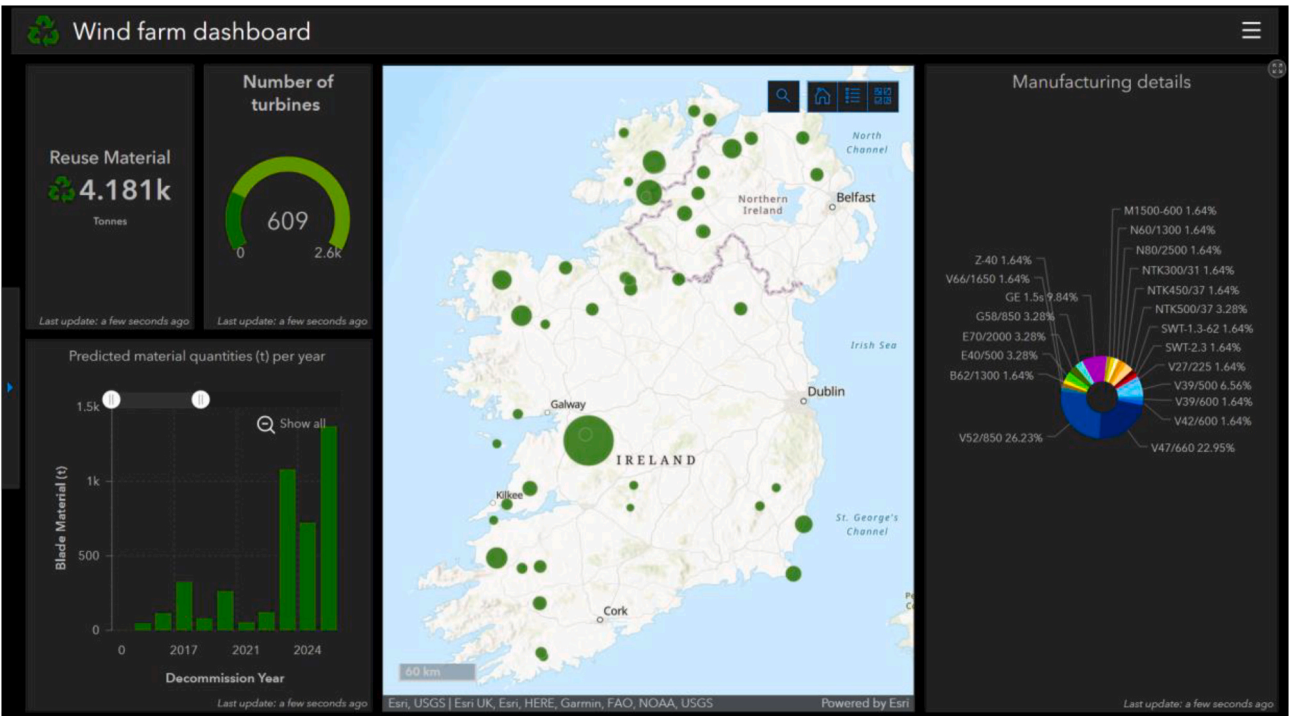 Wind farm dashboard
Reuse Material
4.181k
Tonnes
Last update: a few seconds ago
Number of
turbines
609
0
2.6k
Last update: a few seconds ago
Predicted material quantities (t) per year
Show all
Blade Material (t)
1.5k
1k
500
0
0
2017
2021
2024
Decommission Year
Last update: a few seconds ago
North
Channel
Northern
Ireland
Belfast
Irish Sea
Dublin
Galway
IRELAND
Kilkee
St. George's
Channel
Cork
60 km
Esri, USGS | Esri UK, Esri, HERE, Garmin, FAO, NOAA, USGS
Powered by Esri
Manufacturing details
M1500-600 1.64%
N60/1300 1.64%
N80/2500 1.64%
NTK300/31 1.64%
NTK450/37 1.64%
NTK500/37 3.28%
SWT-1.3-62 1.64%
SWT-2.3 1.64%
V27/225 1.64%
V39/500 6.56%
V39/600 1.64%
V42/600 1.64%
V47/660 22.95%
Z-40 1.64%
V66/1650 1.64%
GE 1.5s 9.84%
G58/850 3.28%
E70/2000 3.28%
E40/500 3.28%
B62/1300 1.64%
V52/850 26.23%
Last update: a few seconds ago